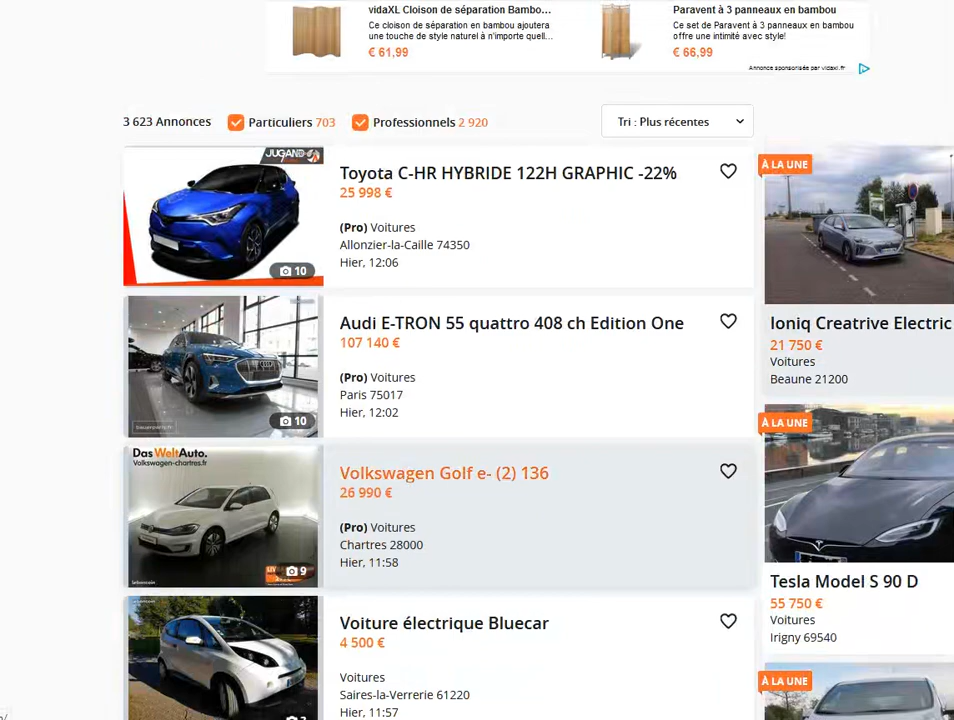 vidaXL Cloison de séparation Bambo...
Ce cloison de séparation en bambou ajoutera
une touche de style naturel à n'importe quell...
€ 61,99
Paravent à 3 panneaux en bambou
Ce set de Paravent à 3 panneaux en bambou
offre une intimité avec style!
€ 66,99
Annonce sponsorisée par vidaxl.fr
3 623 Annonces
Particuliers 703
Professionnels 2 920
Tri : Plus récentes
JUGAND
10
Toyota C-HR HYBRIDE 122H GRAPHIC -22%
25 998 €
(Pro) Voitures
Allonzier-la-Caille 74350
Hier, 12:06
10
Audi E-TRON 55 quattro 408 ch Edition One
107 140 €
(Pro) Voitures
Paris 75017
Hier, 12:02
Das WeltAuto.
Volkswagen-chartres.fr
9
Volkswagen Golf e- (2) 136
26 990 €
(Pro) Voitures
Chartres 28000
Hier, 11:58
Voiture électrique Bluecar
4 500 €
Voitures
Saires-la-Verrerie 61220
Hier, 11:57
À LA UNE
Ioniq Creatrive Electric
21 750 €
Voitures
Beaune 21200
À LA UNE
Tesla Model S 90 D
55 750 €
Voitures
Irigny 69540
À LA UNE